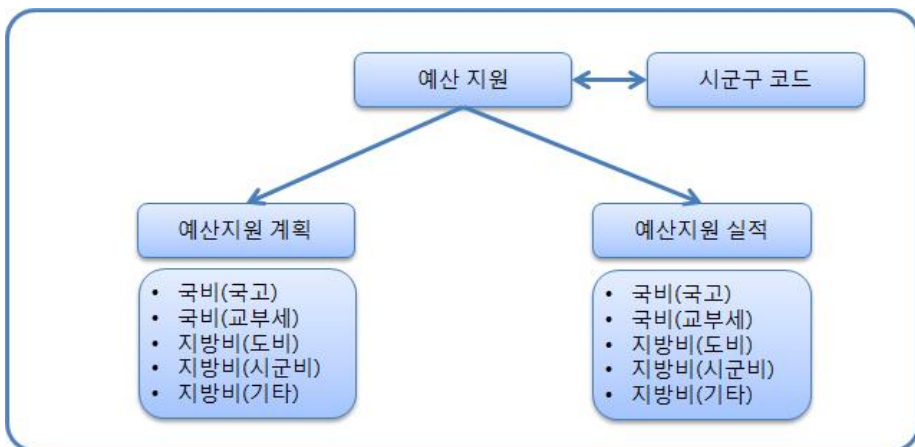 예산 지원
시군구 코드
예산지원 계획
• 국비(국고)
• 국비(교부세)
• 지방비(도비)
• 지방비(시군비)
• 지방비(기타)
예산지원 실적
• 국비(국고)
• 국비(교부세)
• 지방비(도비)
• 지방비(시군비)
• 지방비(기타)